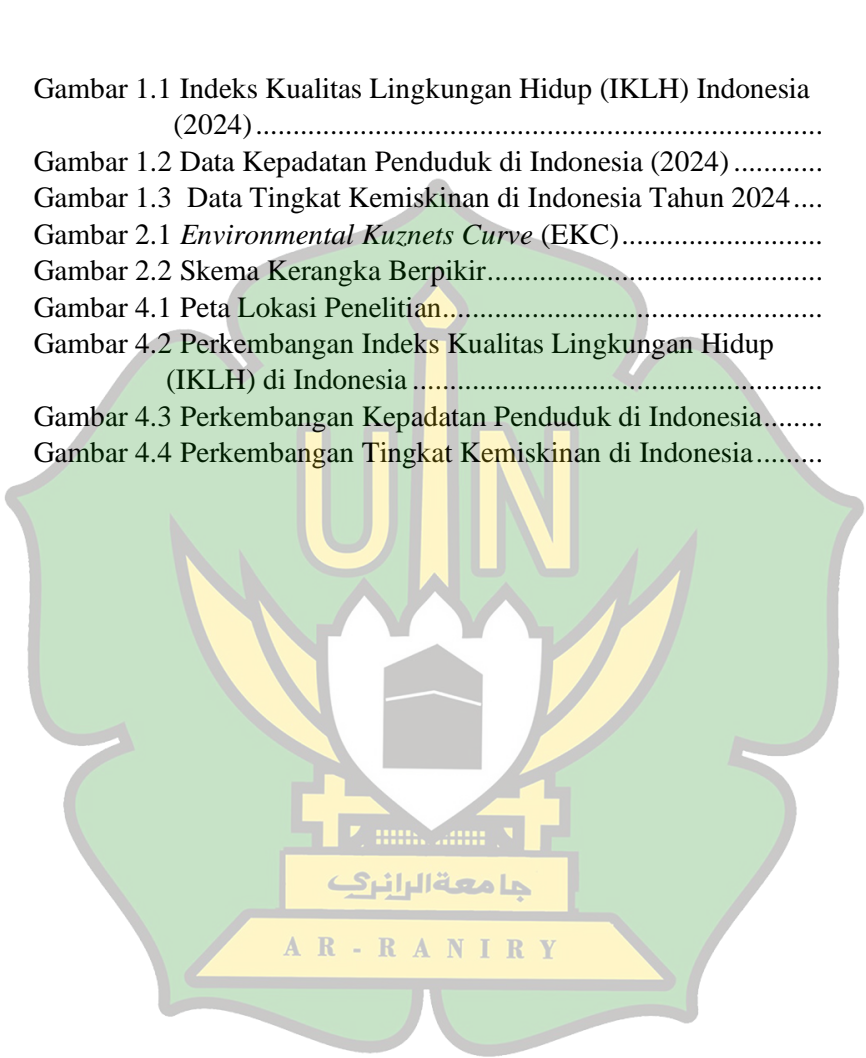 Gambar 1.1 Indeks Kualitas Lingkungan Hidup (IKLH) Indonesia
(2024)............................................................................
Gambar 1.2 Data Kepadatan Penduduk di Indonesia (2024)............
Gambar 1.3  Data Tingkat Kemiskinan di Indonesia Tahun 2024....
Gambar 2.1 Environmental Kuznets Curve (EKC)...........................
Gambar 2.2 Skema Kerangka Berpikir.............................................
Gambar 4.1 Peta Lokasi Penelitian...................................................
Gambar 4.2 Perkembangan Indeks Kualitas Lingkungan Hidup
(IKLH) di Indonesia.......................................................
Gambar 4.3 Perkembangan Kepadatan Penduduk di Indonesia........
Gambar 4.4 Perkembangan Tingkat Kemiskinan di Indonesia.........
UIN
جامعة الرانري
AR-RANIRY